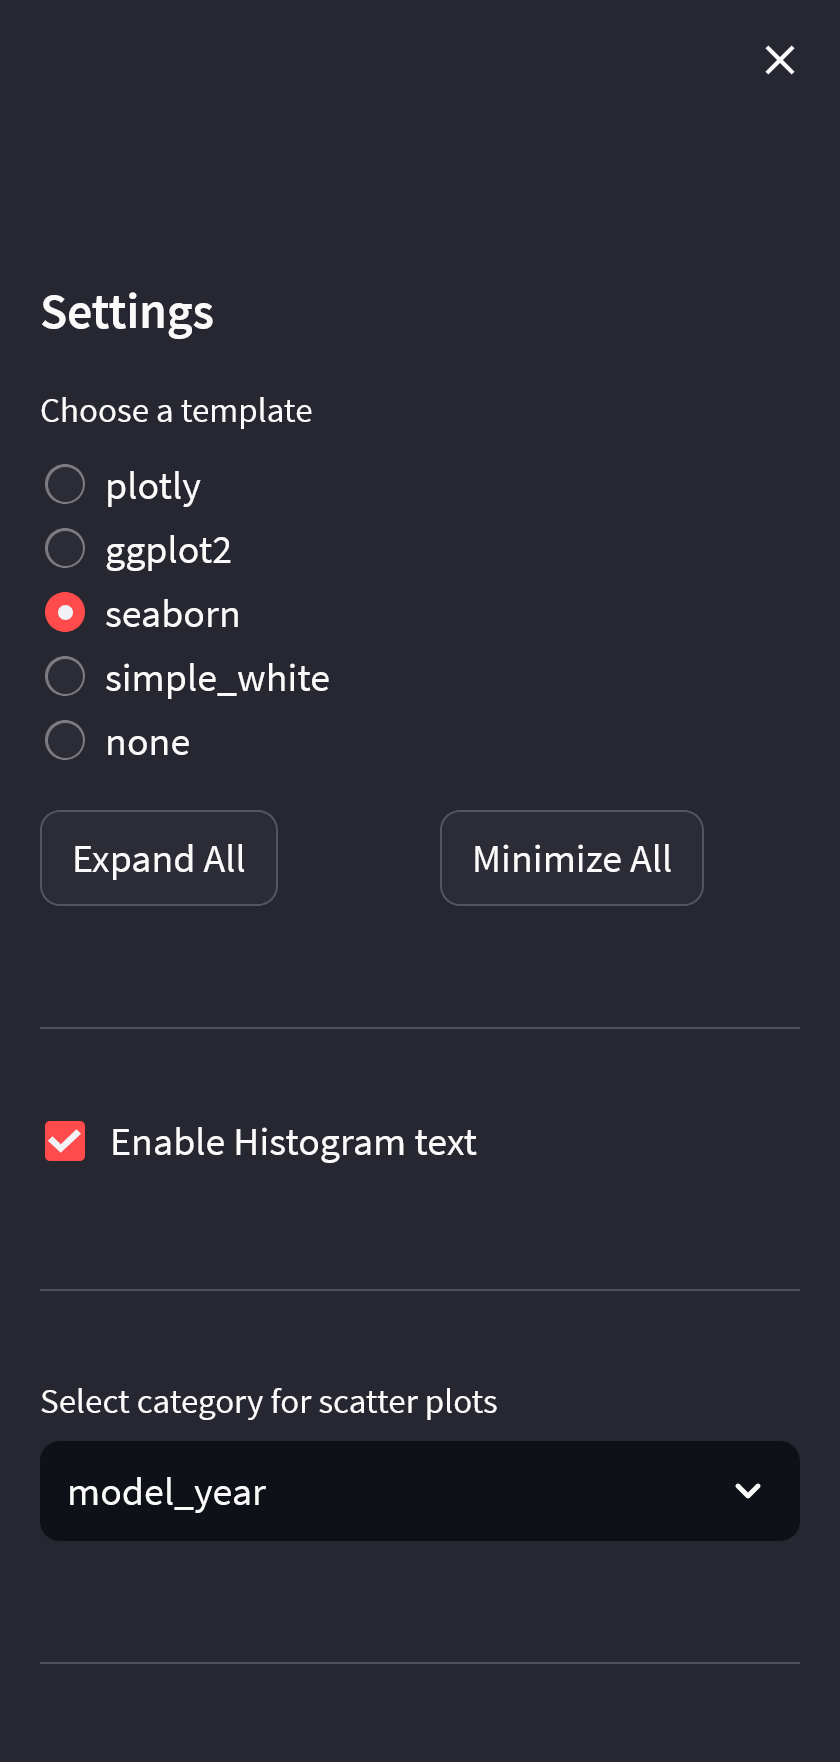 Settings
Choose a template
plotly
ggplot2
seaborn
simple_white
none
Expand All
Minimize All
Enable Histogram text
Select category for scatter plots
model_year